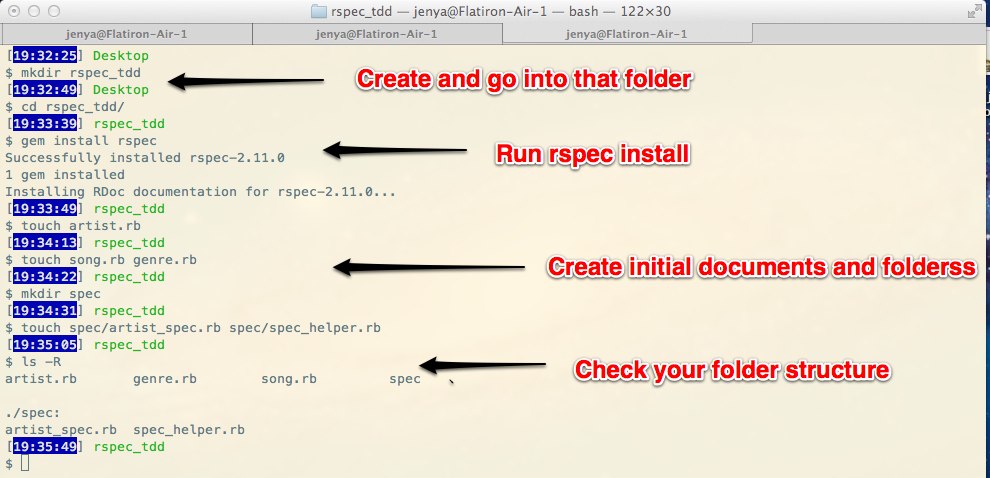 rspec_tdd — jenya@Flatiron-Air-1 — bash — 122×30
jenya@Flatiron-Air-1 jenya@Flatiron-Air-1 jenya@Flatiron-Air-1
[19:32:25] Desktop
$ mkdir rspec_tdd
Create and go into that folder
[19:32:49] Desktop
$ cd rspec_tdd/
[19:33:39] rspec_tdd
$ gem install rspec
Successfully installed rspec-2.11.0
Run rspec install
1 gem installed
Installing RDoc documentation for rspec-2.11.0...
[19:33:49] rspec_tdd
$ touch artist.rb
[19:34:13] rspec_tdd
$ touch song.rb genre.rb
Create initial documents and folderss
[19:34:22] rspec_tdd
$ mkdir spec
[19:34:31] rspec_tdd
$ touch spec/artist_spec.rb spec/spec_helper.rb
[19:35:05] rspec_tdd
$ ls -R
Check your folder structure
artist.rb genre.rb song.rb spec
./spec:
artist_spec.rb spec_helper.rb
[19:35:49] rspec_tdd
$